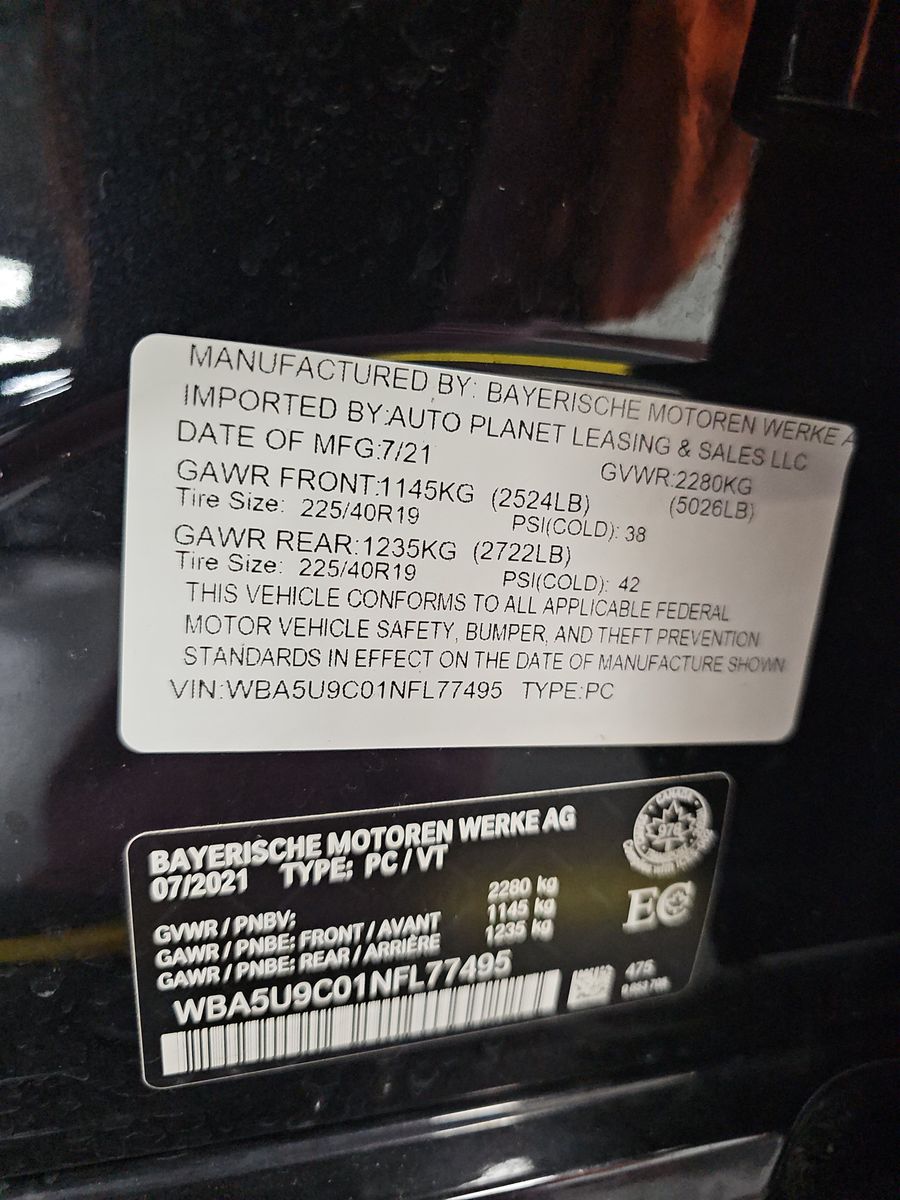 MANUFACTURED BY: BAYERISCHE MOTOREN WERKE A
IMPORTED BY:AUTO PLANET LEASING & SALES LLC
DATE OF MFG:7/21
GVWR:2280KG
GAWR FRONT:1145KG (2524LB) (5026LB)
Tire Size: 225/40R19 PSI(COLD): 38
GAWR REAR:1235KG (2722LB)
Tire Size: 225/40R19 PSI(COLD): 42
THIS VEHICLE CONFORMS TO ALL APPLICABLE FEDERAL
MOTOR VEHICLE SAFETY, BUMPER, AND THEFT PREVENTION
STANDARDS IN EFFECT ON THE DATE OF MANUFACTURE SHOWN
VIN:WBA5U9C01NFL77495 TYPE:PC
BAYERISCHE MOTOREN WERKE AG
07/2021 TYPE: PC / VT
GVWR / PNBV: 2280 kg
GAWR / PNBE: FRONT / AVANT 1145 kg
GAWR / PNBE: REAR / ARRIÈRE 1235 kg
WBA5U9C01NFL77495
CANADA
EC
475